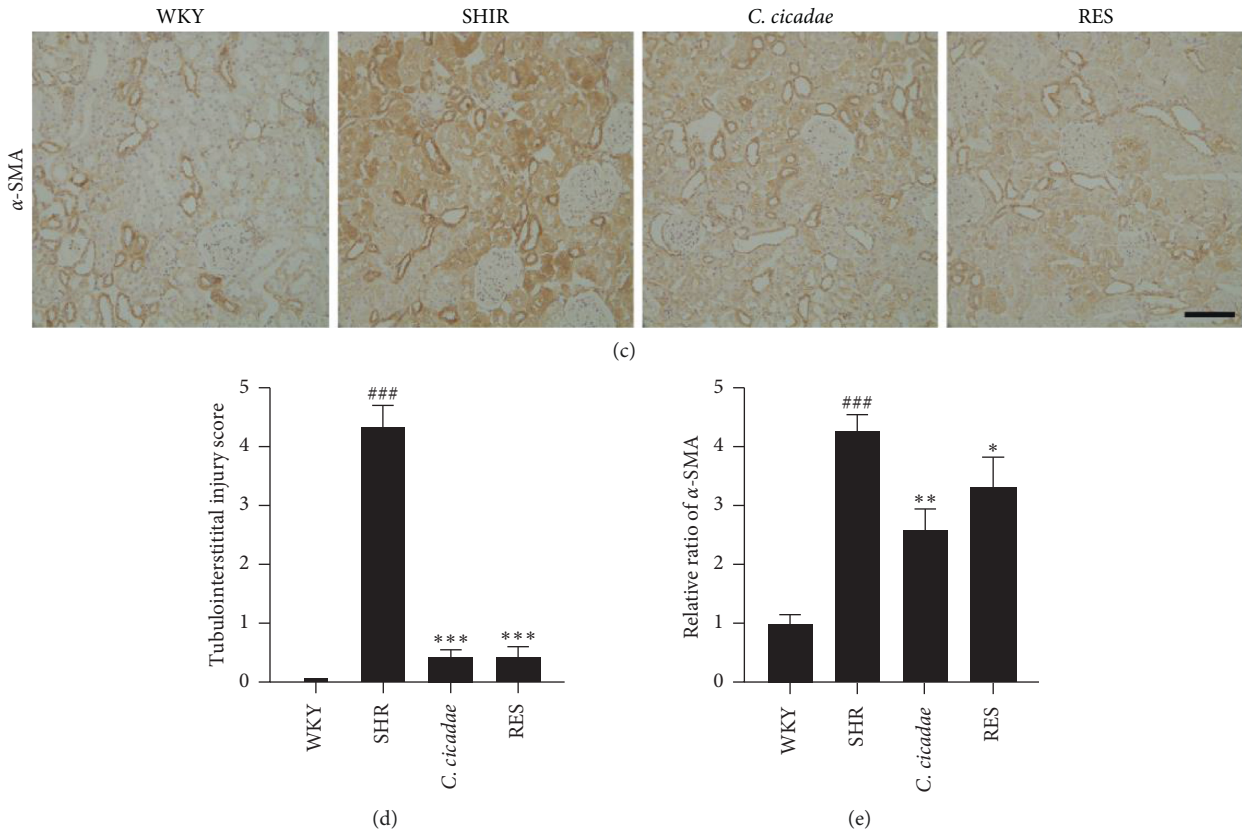 WKY SHIR C. cicadae RES
α-SMA
(c)
Tubulointerstitital injury score
5
4
3
2
1
0
###
***
***
WKY SHR C. cicadae RES
(d)
Relative ratio of α-SMA
5
4
3
2
1
0
###
**
*
WKY SHR C. cicadae RES
(e)